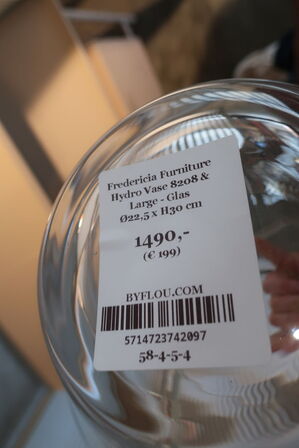 Fredericia Furniture
Hydro Vase 8208 &
Large - Glas
Ø22,5 x H30 cm
1490,-
(€ 199)
BYFLOU.COM
5714723742097
58-4-5-4